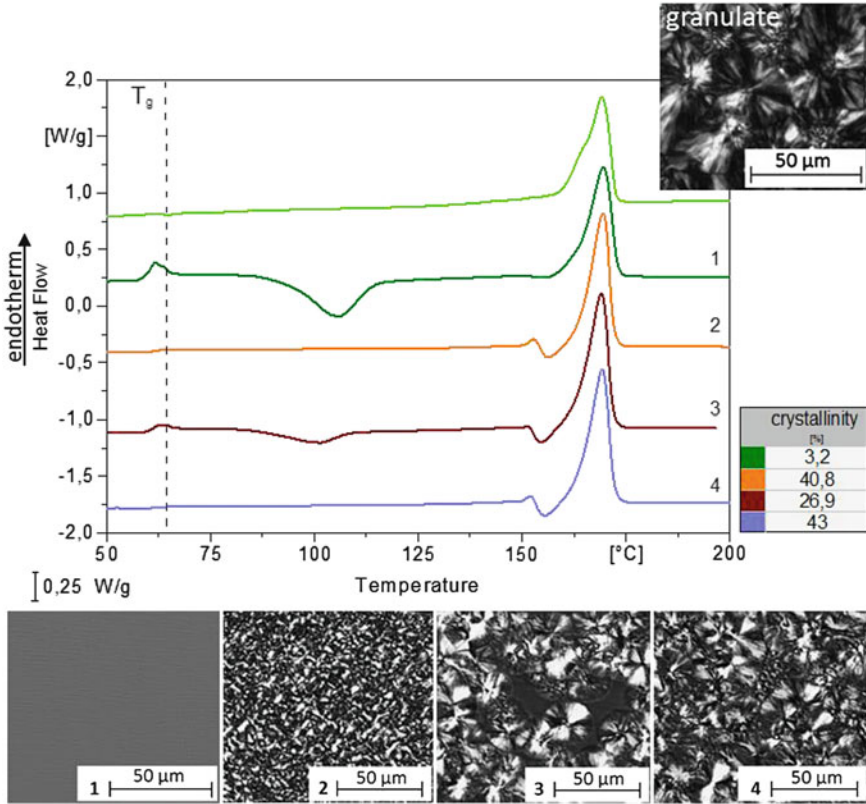 granulate
50 µm
2,0
Tg
[W/g]
1,0
0,5
0,0
-0,5
-1,0
-1,5
-2,0
endotherm
Heat Flow
1
2
3
4
50 75 100 125 150 [°C] 200
Temperature
0,25 W/g
crystallinity
[%]
3,2
40,8
26,9
43
1 50 µm
2 50 µm
3 50 µm
4 50 µm